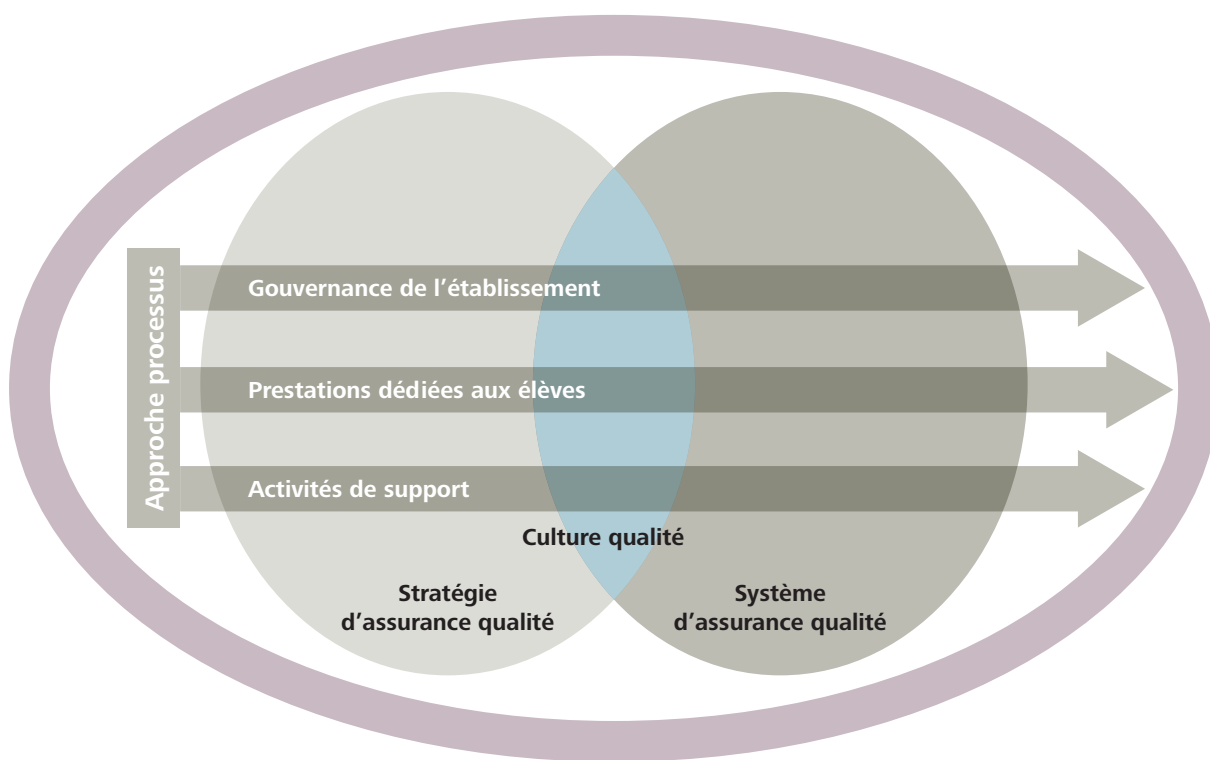 Approche processus
Gouvernance de l’établissement
Prestations dédiées aux élèves
Activités de support
Culture qualité
Stratégie
d’assurance qualité
Système
d’assurance qualité